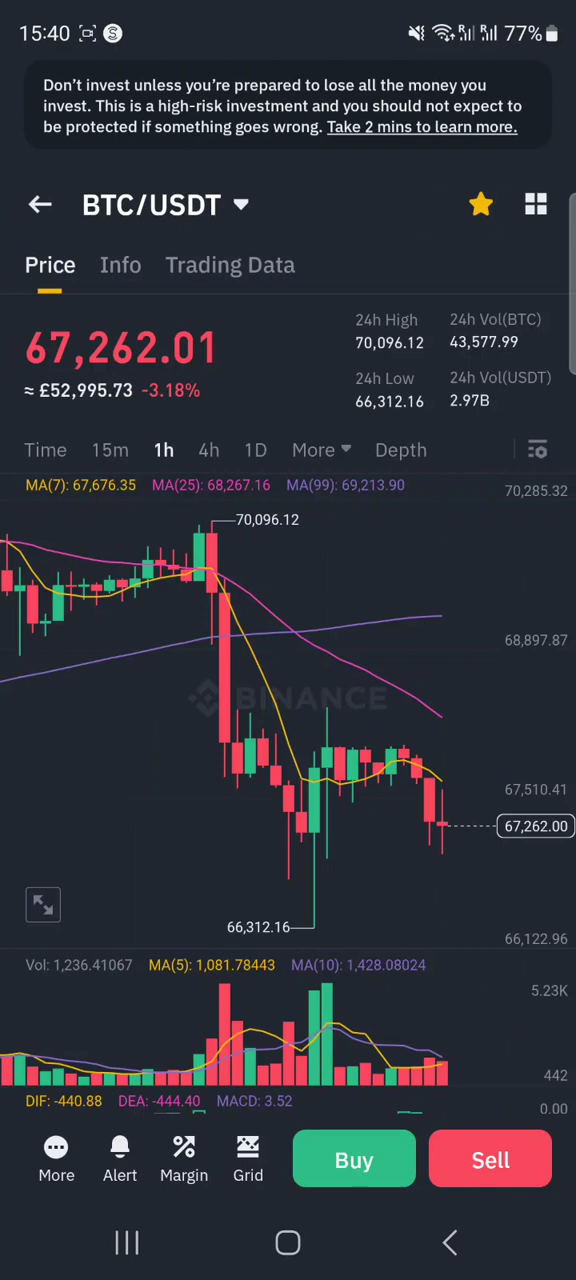 15:40 S 77%
Don't invest unless you're prepared to lose all the money you
invest. This is a high-risk investment and you should not expect to
be protected if something goes wrong. Take 2 mins to learn more.
BTC/USDT
Price Info Trading Data
67,262.01
≈ £52,995.73 -3.18%
24h High 24h Vol(BTC)
70,096.12 43,577.99
24h Low 24h Vol(USDT)
66,312.16 2.97B
Time 15m 1h 4h 1D More Depth
MA(7): 67,676.35 MA(25): 68,267.16 MA(99): 69,213.90
70,285.32
70,096.12
68,897.87
BINANCE
67,510.41
67,262.00
66,312.16
66,122.96
Vol: 1,236.41067 MA(5): 1,081.78443 MA(10): 1,428.08024
5.23K
442
DIF: -440.88 DEA: -444.40 MACD: 3.52
0.00
More Alert Margin Grid Buy Sell